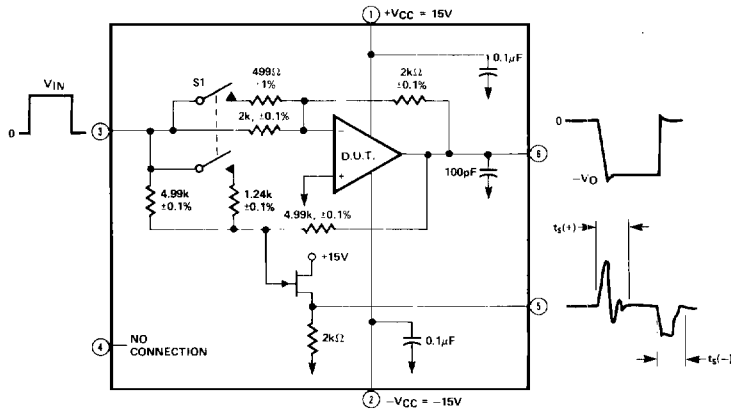 1 +VCC = 15V
0.1μF
499Ω
1%
2kΩ
±0.1%
S1
VIN
0
3
2k, ±0.1%
−
D.U.T.
+
6
0
−VO
100pF
4.99k
±0.1%
1.24k
±0.1%
4.99k, ±0.1%
+15V
ts(+)
5
4
NO
CONNECTION
2kΩ
0.1μF
ts(−)
2 −VCC = −15V